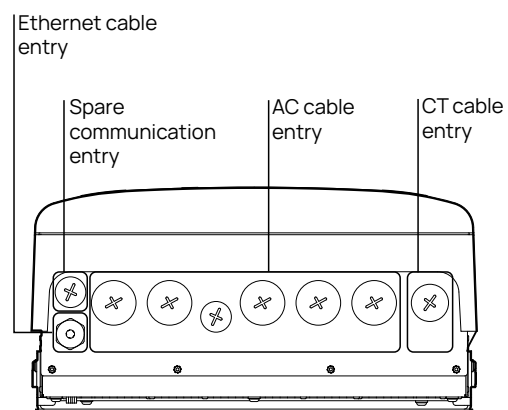 Ethernet cable
entry
Spare
communication
entry
AC cable
entry
CT cable
entry